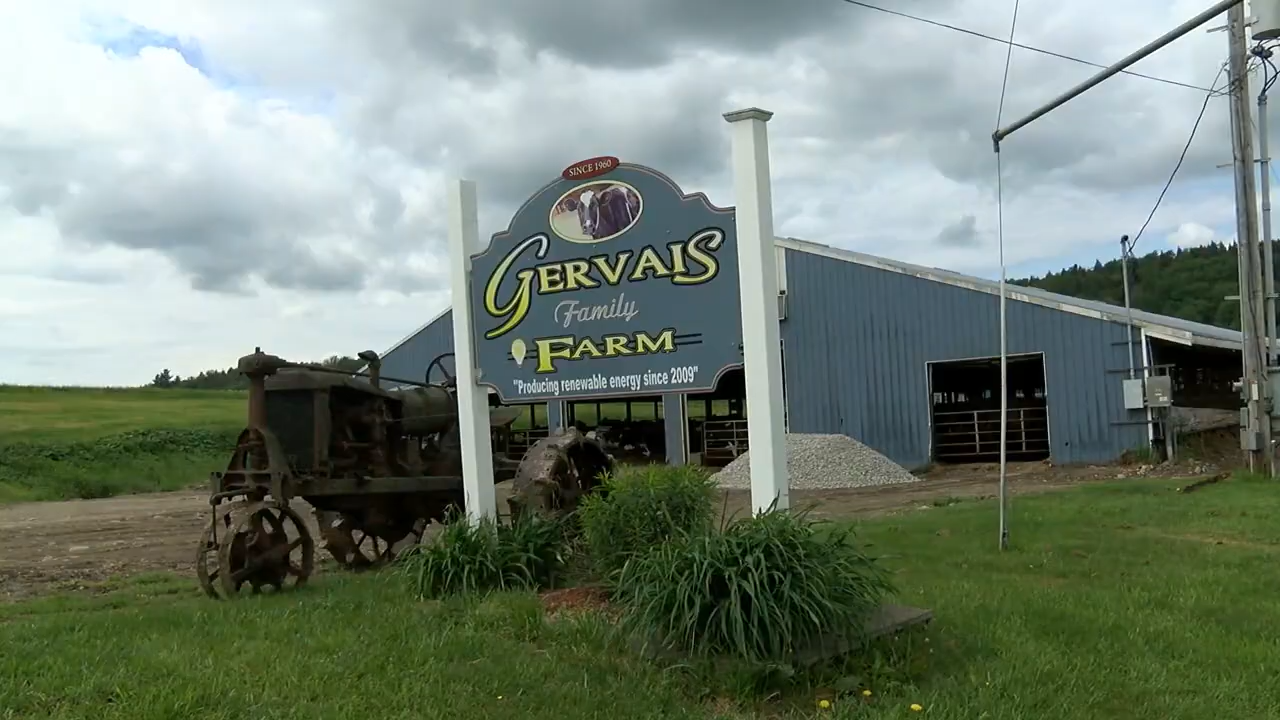 SINCE 1960
GERVAIS
Family
FARM
"Producing renewable energy since 2009"